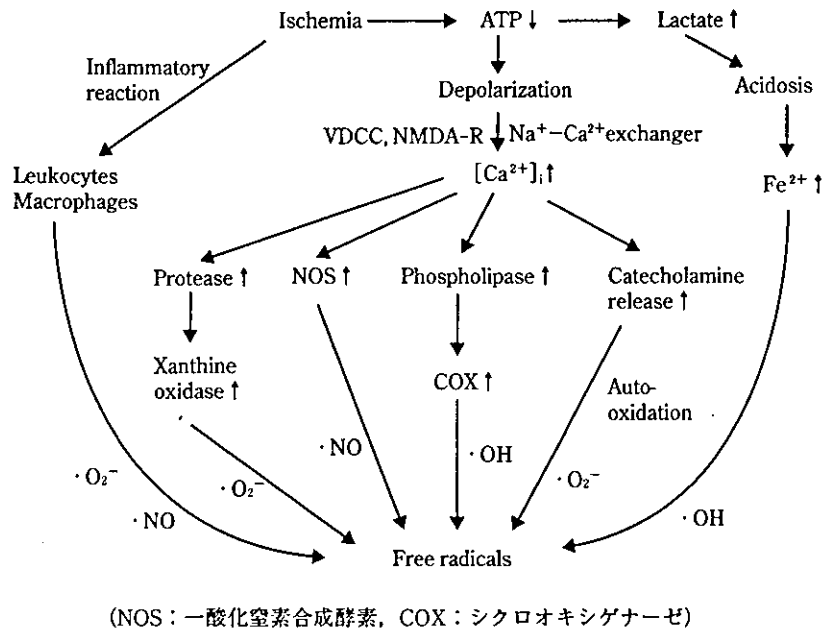 Ischemia → ATP↓ → Lactate↑
Inflammatory
reaction
Depolarization
Acidosis
VDCC, NMDA-R
Na⁺−Ca²⁺exchanger
Leukocytes
Macrophages
[Ca²⁺]ᵢ↑
Fe²⁺↑
Protease↑
NOS↑
Phospholipase↑
Catecholamine
release↑
Xanthine
oxidase↑
COX↑
Auto-
oxidation
·O₂⁻
·NO
·O₂⁻
·NO
·OH
·O₂⁻
·OH
Free radicals
(NOS：一酸化窒素合成酵素，COX：シクロオキシゲナーゼ)